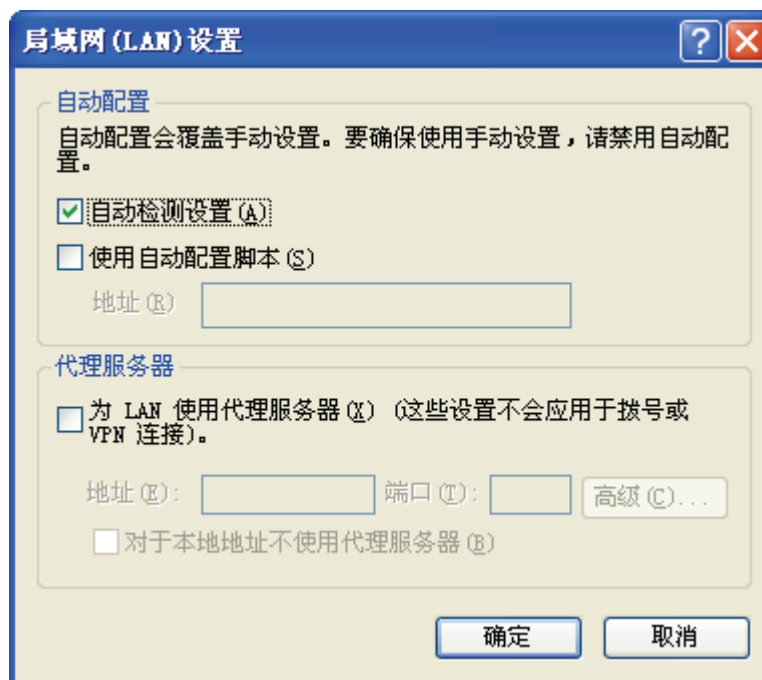 局域网(LAN)设置
自动配置
自动配置会覆盖手动设置。要确保使用手动设置，请禁用自动配
置。
自动检测设置(A)
使用自动配置脚本(S)
地址(R)
代理服务器
为 LAN 使用代理服务器(X) (这些设置不会应用于拨号或
VPN 连接)。
地址(E): 端口(T): 高级(C)...
对于本地地址不使用代理服务器(B)
确定 取消